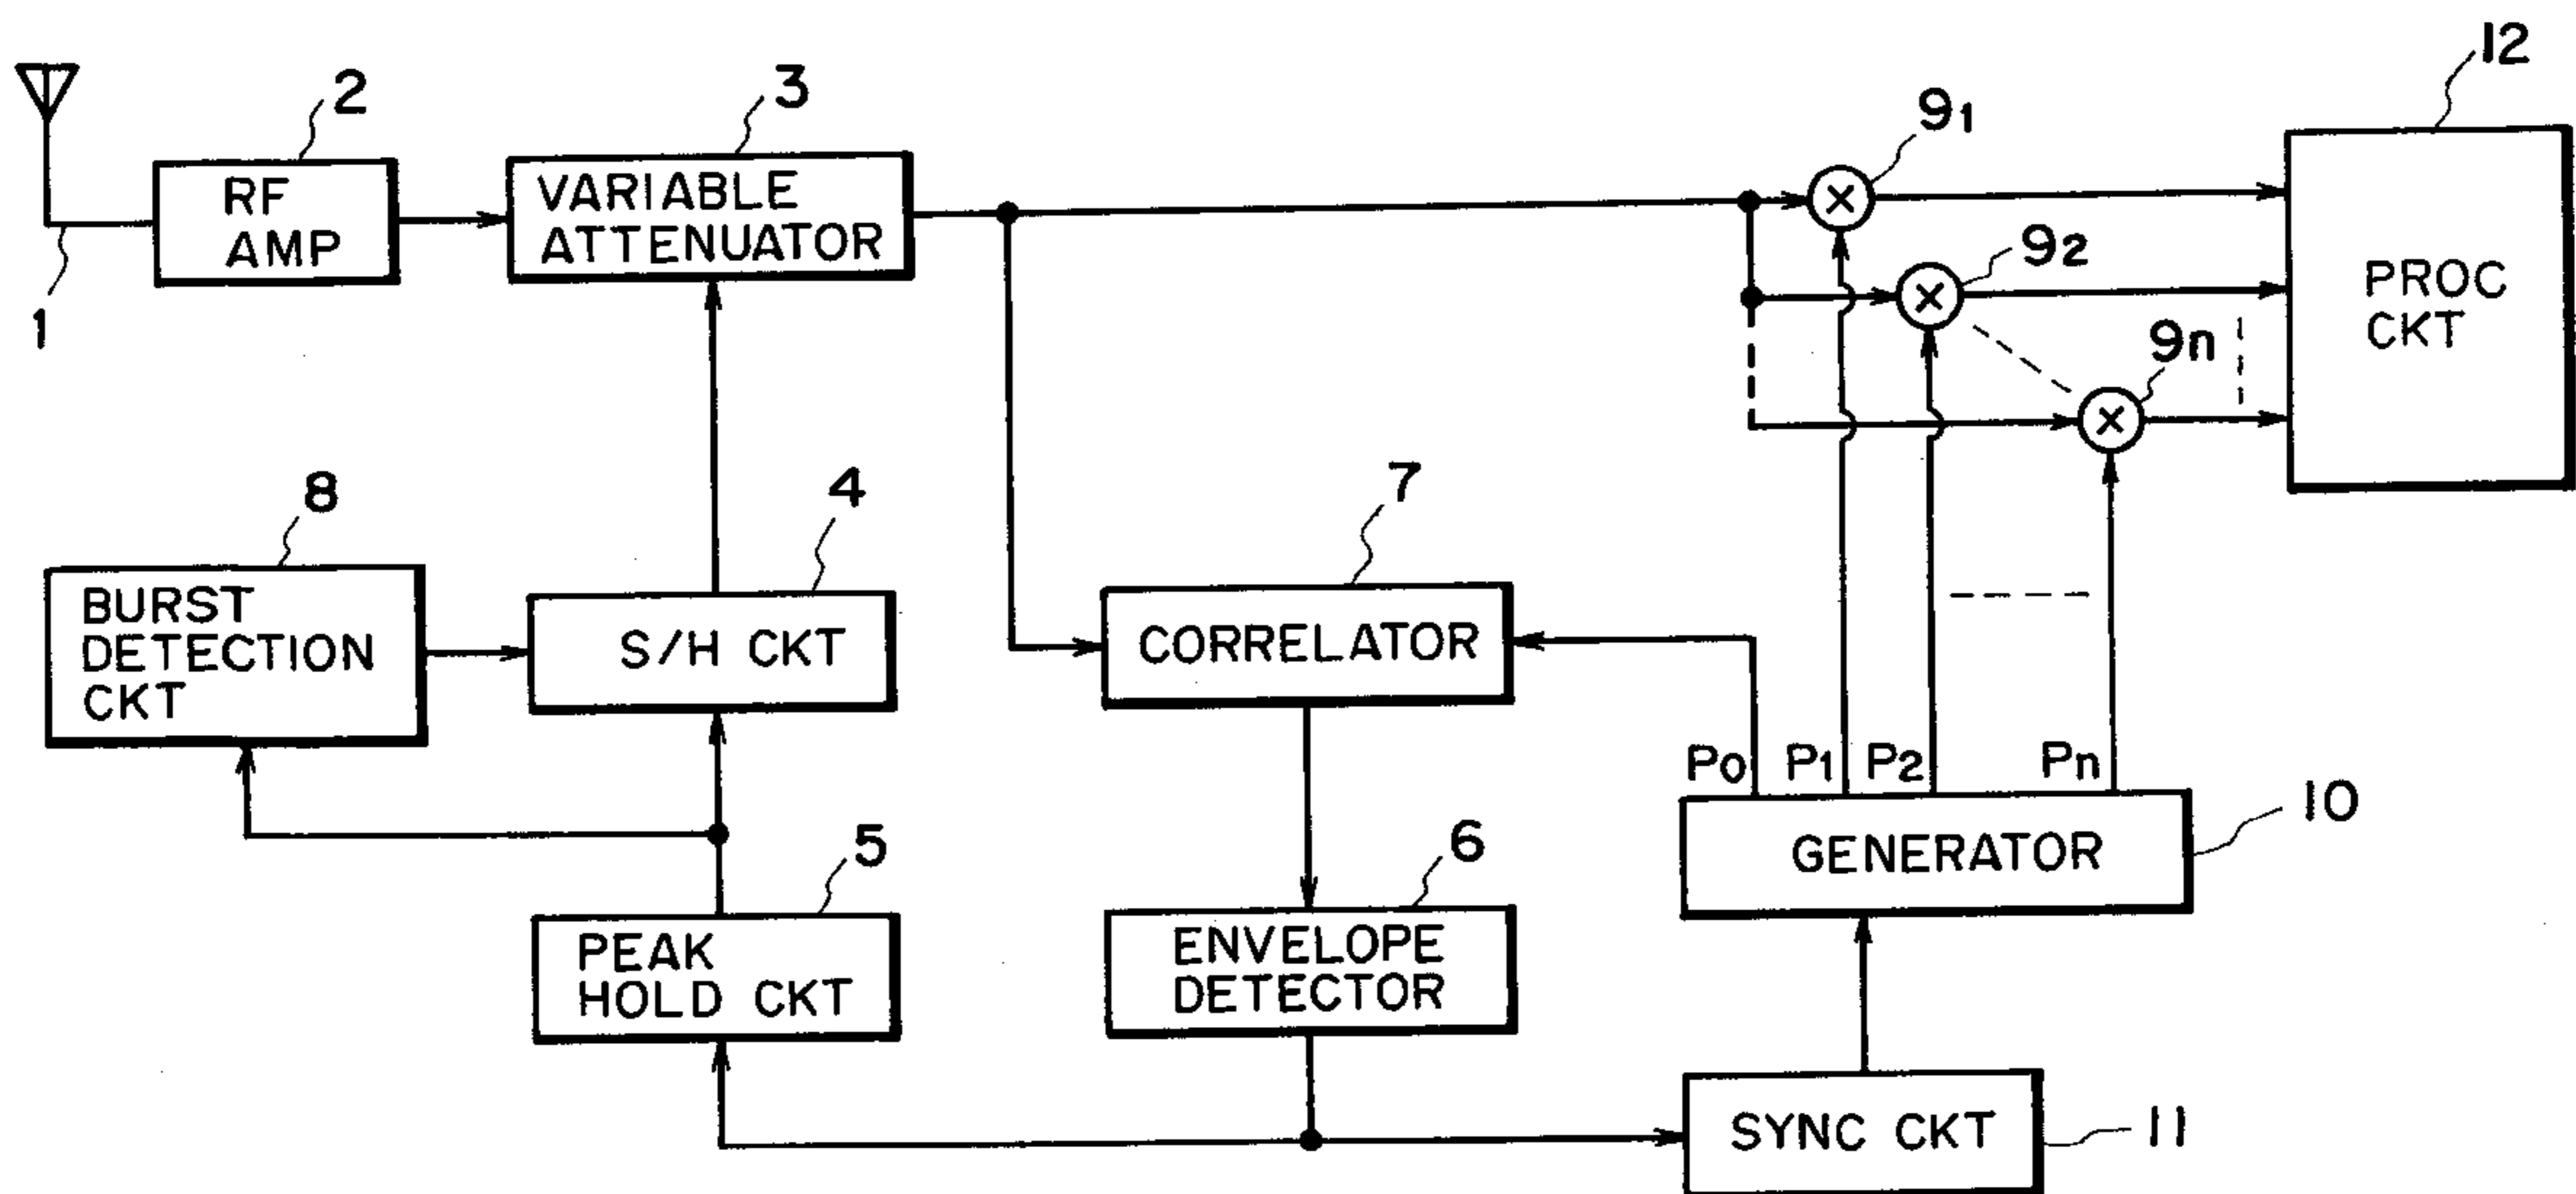 12
3
2
9₁
RF
AMP
VARIABLE
ATTENUATOR
9₂
PROC
CKT
1
9n
8
4
7
BURST
DETECTION
CKT
S/H CKT
CORRELATOR
P₀ P₁ P₂ Pn
10
5
6
GENERATOR
PEAK
HOLD CKT
ENVELOPE
DETECTOR
SYNC CKT
11